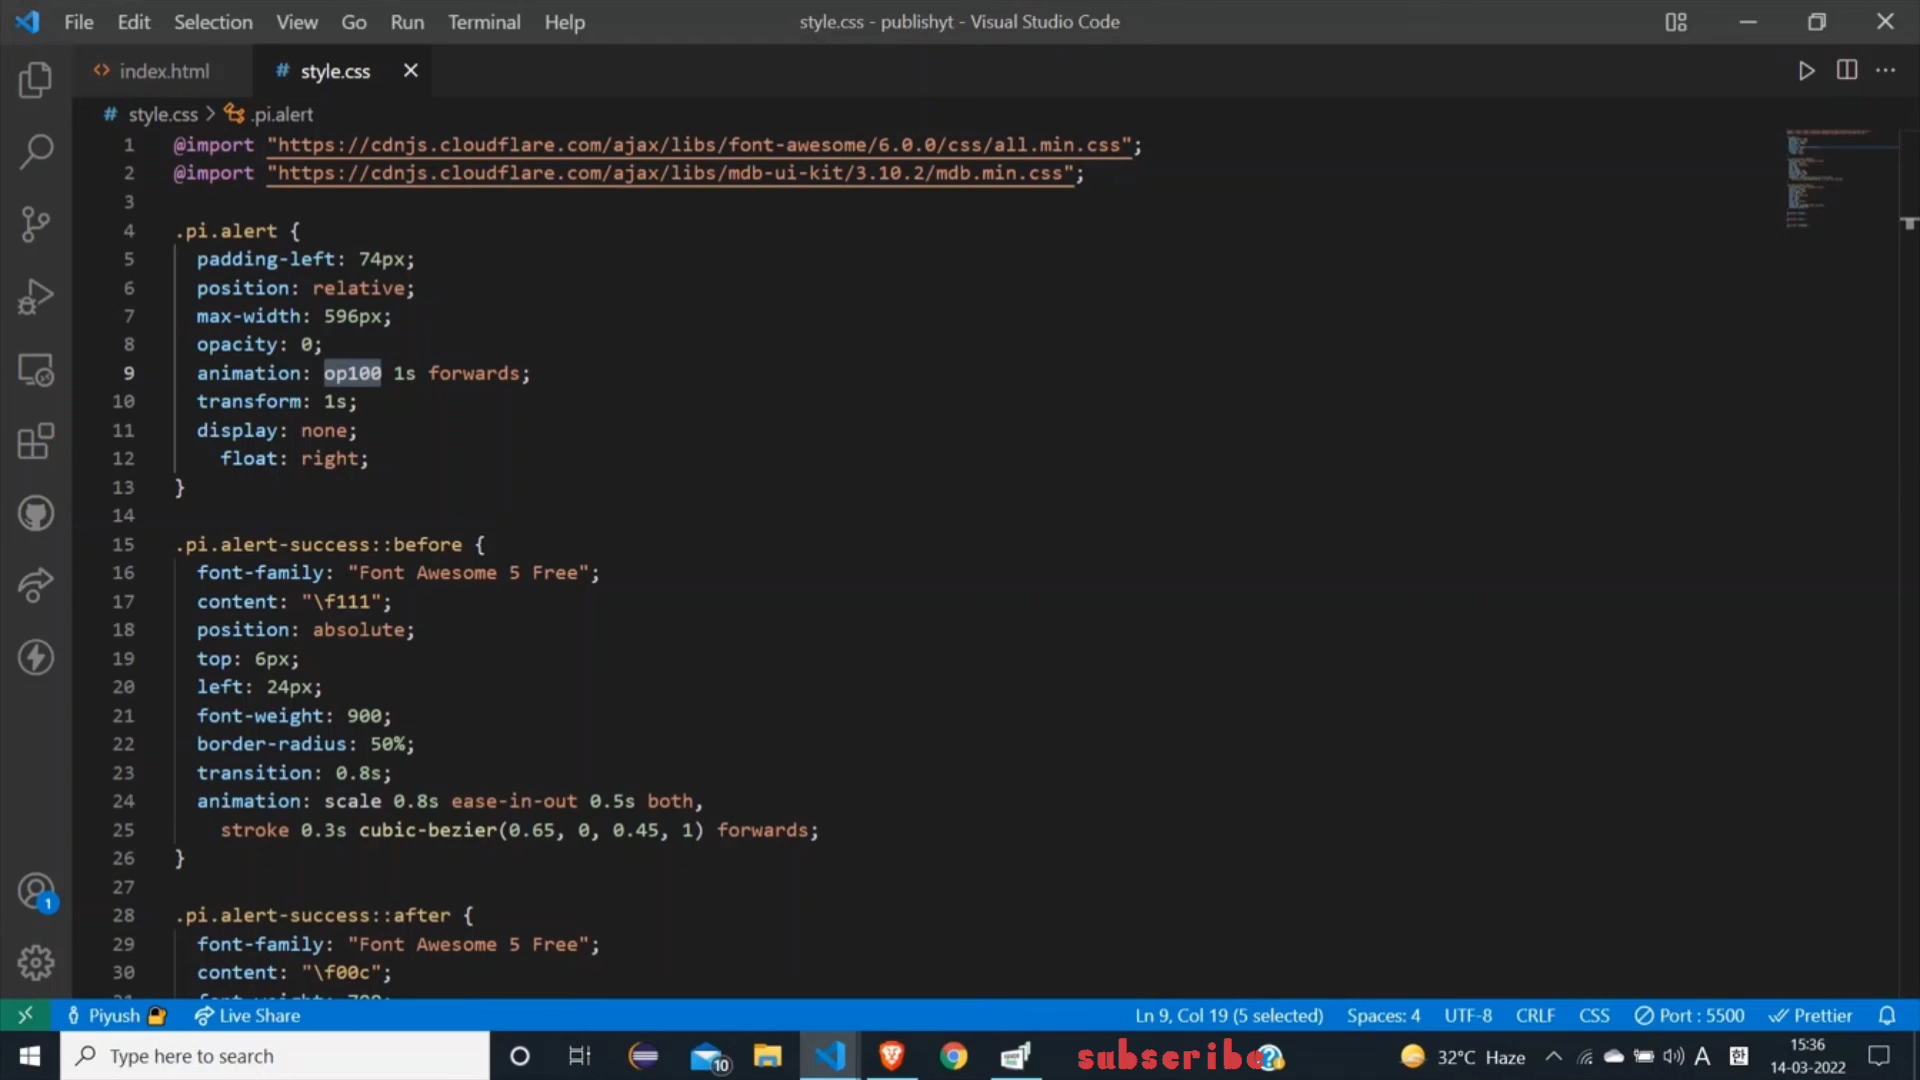 File Edit Selection View Go Run Terminal Help
style.css - publishyt - Visual Studio Code
index.html
# style.css
# style.css > .pi.alert
1 @import "https://cdnjs.cloudflare.com/ajax/libs/font-awesome/6.0.0/css/all.min.css";
2 @import "https://cdnjs.cloudflare.com/ajax/libs/mdb-ui-kit/3.10.2/mdb.min.css";
3
4 .pi.alert {
5 padding-left: 74px;
6 position: relative;
7 max-width: 596px;
8 opacity: 0;
9 animation: op100 1s forwards;
10 transform: 1s;
11 display: none;
12 float: right;
13 }
14
15 .pi.alert-success::before {
16 font-family: "Font Awesome 5 Free";
17 content: "\f111";
18 position: absolute;
19 top: 6px;
20 left: 24px;
21 font-weight: 900;
22 border-radius: 50%;
23 transition: 0.8s;
24 animation: scale 0.8s ease-in-out 0.5s both,
25 stroke 0.3s cubic-bezier(0.65, 0, 0.45, 1) forwards;
26 }
27
28 .pi.alert-success::after {
29 font-family: "Font Awesome 5 Free";
30 content: "\f00c";
1
Piyush Live Share Ln 9, Col 19 (5 selected) Spaces: 4 UTF-8 CRLF CSS Port : 5500 Prettier
Type here to search
10
subscribe
32°C Haze
A
한
15:36
14-03-2022